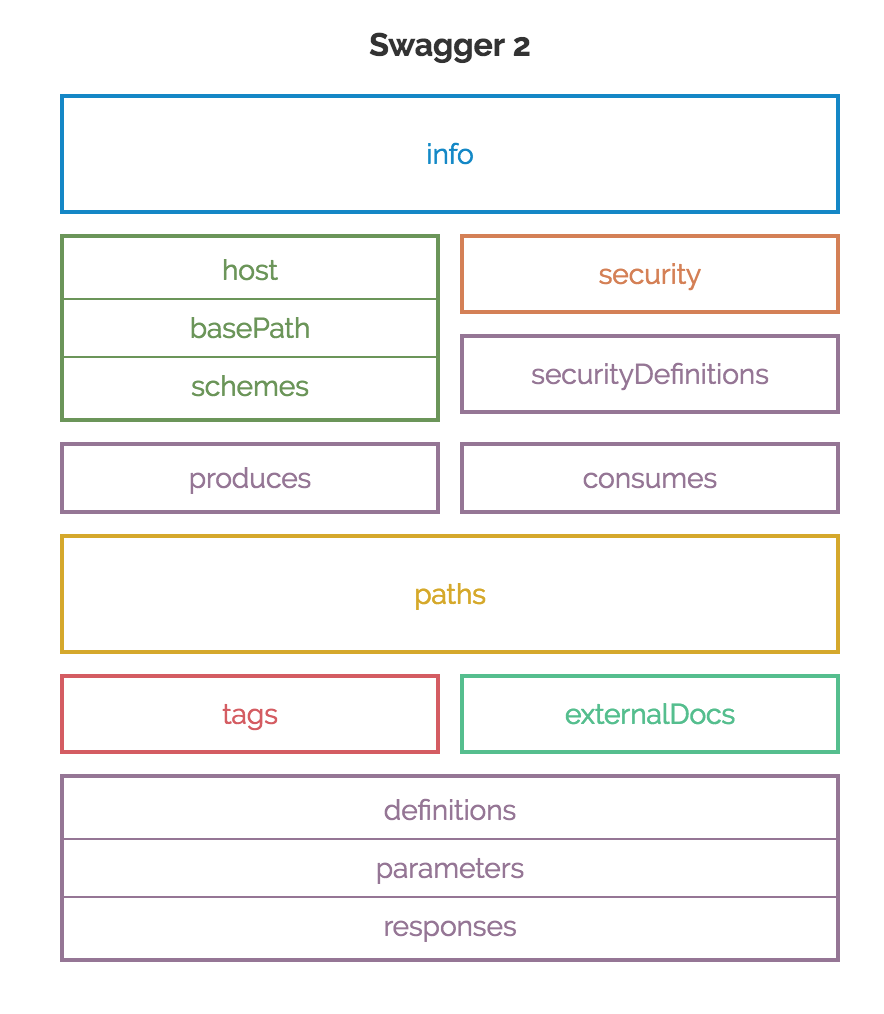 Swagger 2
info
host
basePath
schemes
security
securityDefinitions
produces
consumes
paths
tags
externalDocs
definitions
parameters
responses